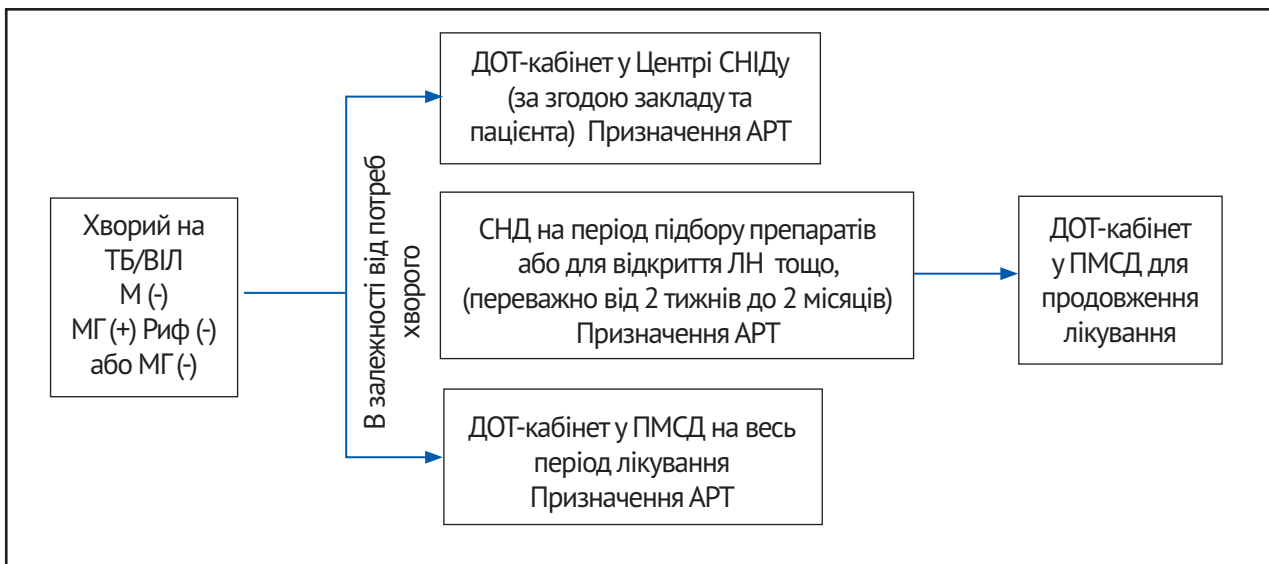 Хворий на
ТБ/ВІЛ
М (-)
МГ (+) Риф (-)
або МГ (-)
В залежності від потреб
хворого
ДОТ-кабінет у Центрі СНІДу
(за згодою закладу та
пацієнта) Призначення АРТ
СНД на період підбору препаратів
або для відкриття ЛН тощо,
(переважно від 2 тижнів до 2 місяців)
Призначення АРТ
ДОТ-кабінет
у ПМСД для
продовження
лікування
ДОТ-кабінет у ПМСД на весь
період лікування
Призначення АРТ